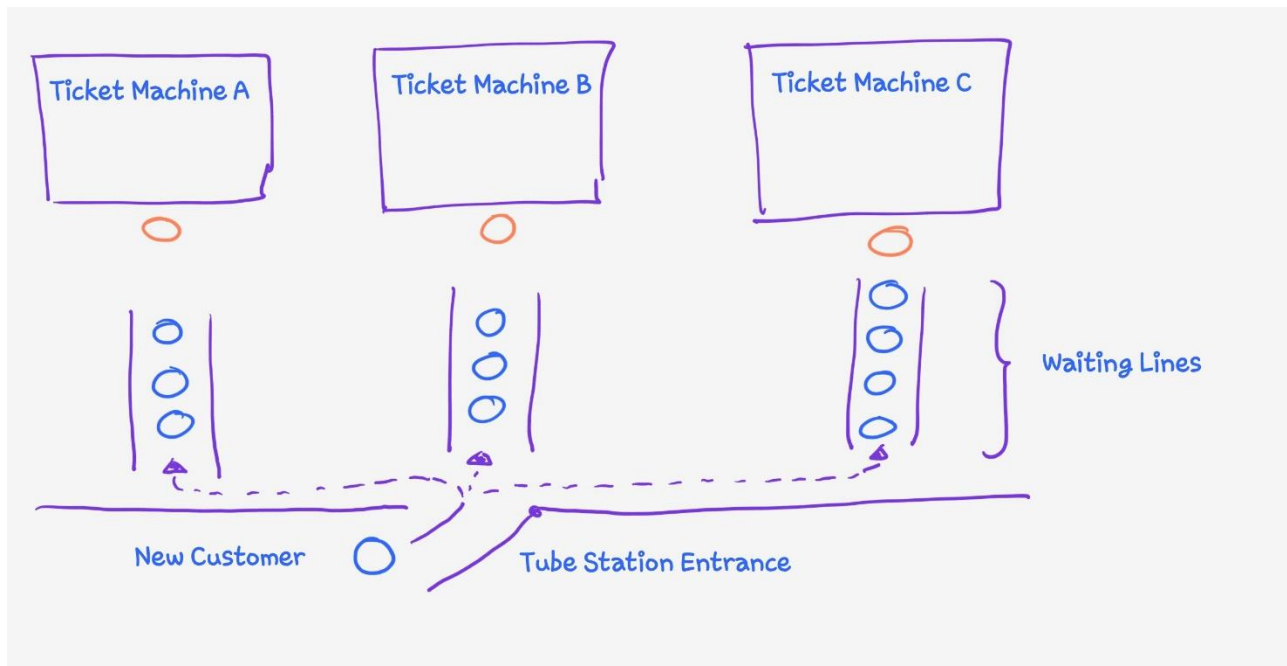 Ticket Machine A
Ticket Machine B
Ticket Machine C
Waiting Lines
New Customer
Tube Station Entrance